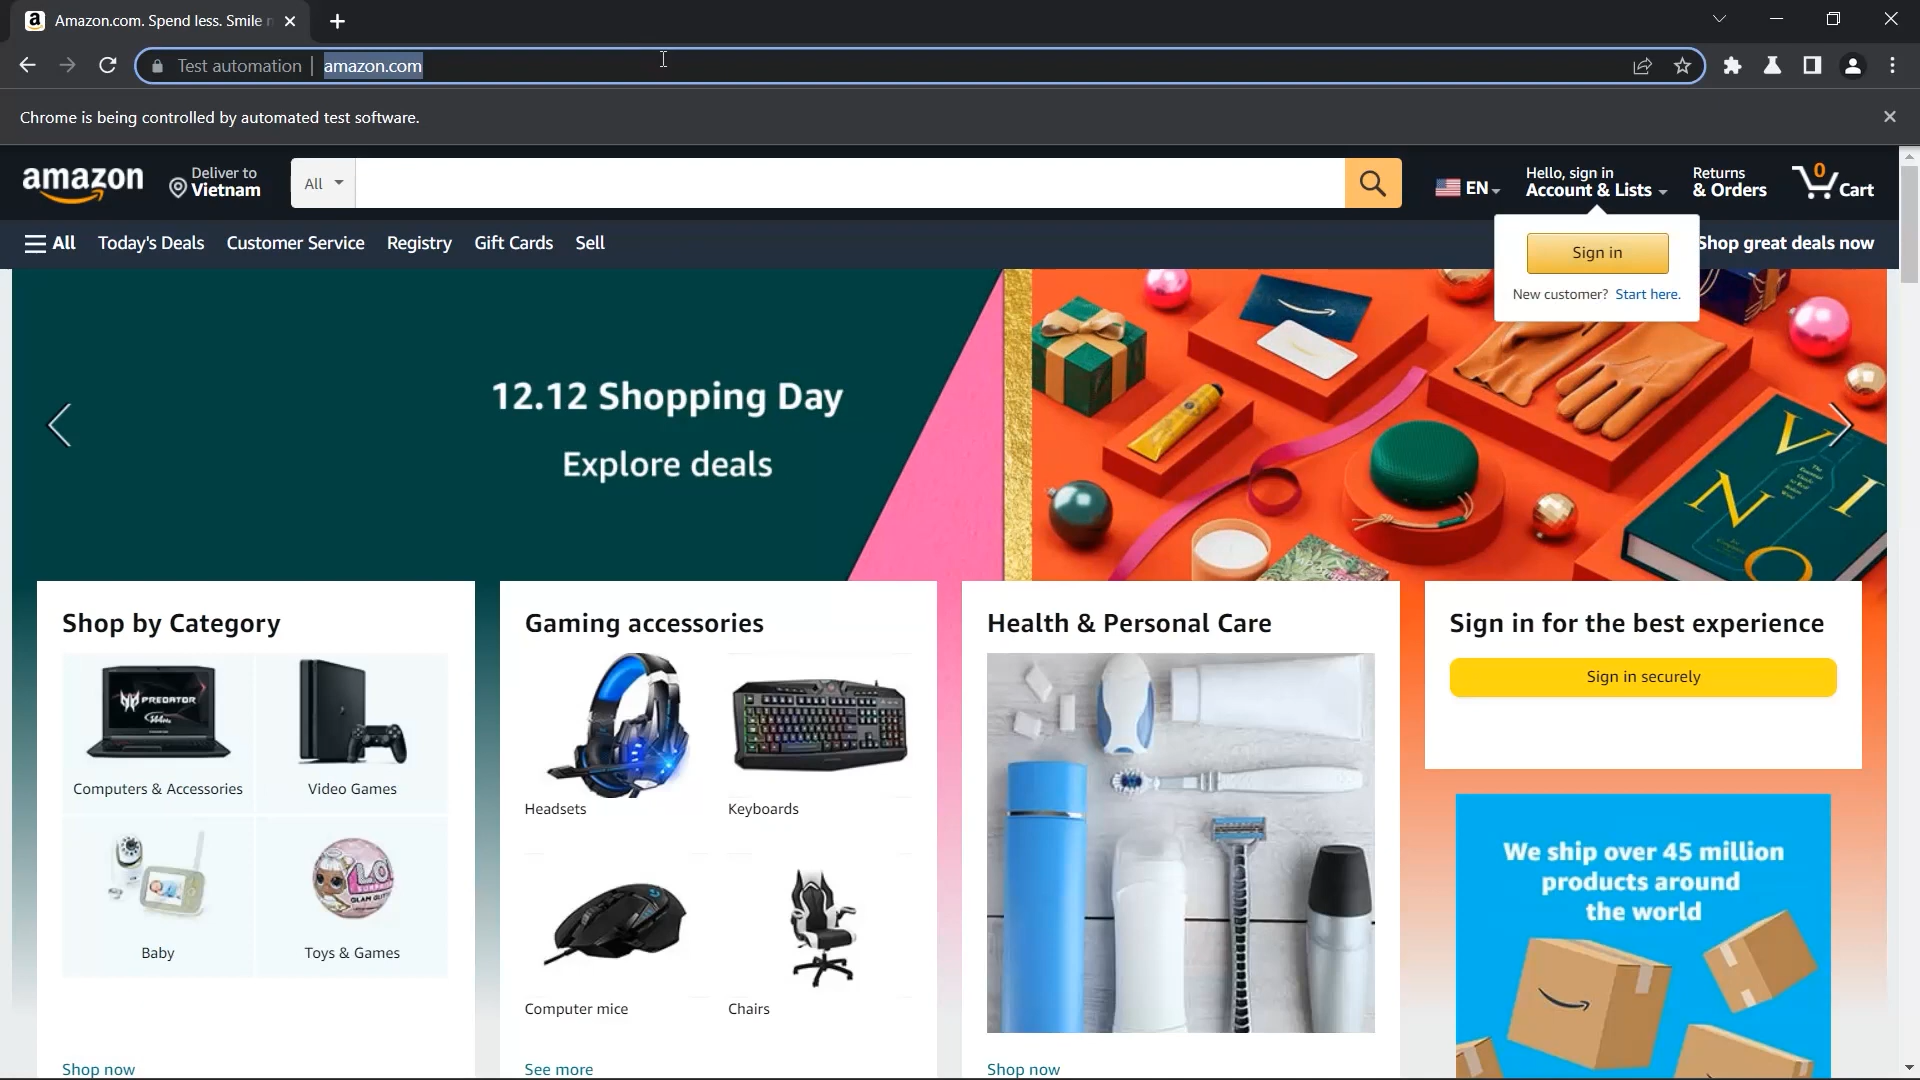 Amazon.com. Spend less. Smile
Test automation | amazon.com
Chrome is being controlled by automated test software.
amazon
Deliver to
Vietnam
All
EN
Hello, sign in
Account & Lists
Returns
& Orders
0
Cart
All
Today's Deals
Customer Service
Registry
Gift Cards
Sell
Shop great deals now
Sign in
New customer? Start here.
12.12 Shopping Day
Explore deals
VINO
Shop by Category
PREDATOR
Computers & Accessories
Video Games
L.O.L.
SURPRISE
GLAM GLITTER
Baby
Toys & Games
Shop now
Gaming accessories
Headsets
Keyboards
Computer mice
Chairs
See more
Health & Personal Care
Shop now
Sign in for the best experience
Sign in securely
We ship over 45 million
products around
the world